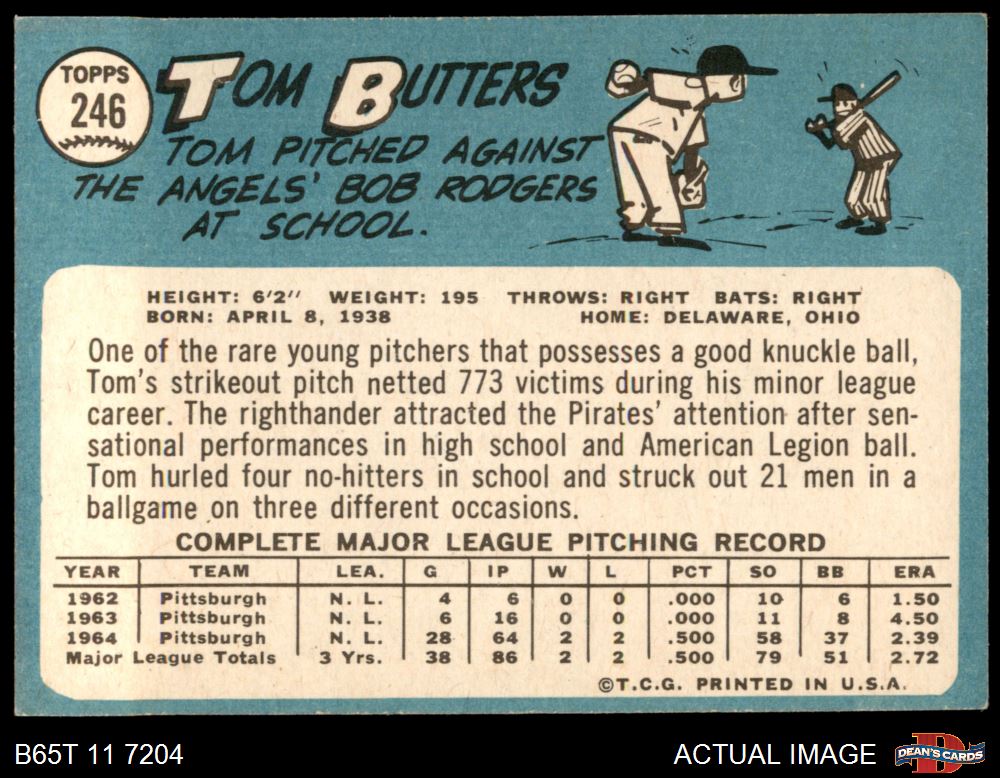 TOPPS
246
TOM BUTTERS
TOM PITCHED AGAINST
THE ANGELS' BOB RODGERS
AT SCHOOL.
HEIGHT: 6'2" WEIGHT: 195 THROWS: RIGHT BATS: RIGHT
BORN: APRIL 8, 1938 HOME: DELAWARE, OHIO
One of the rare young pitchers that possesses a good knuckle ball,
Tom's strikeout pitch netted 773 victims during his minor league
career. The righthander attracted the Pirates' attention after sen-
sational performances in high school and American Legion ball.
Tom hurled four no-hitters in school and struck out 21 men in a
ballgame on three different occasions.
COMPLETE MAJOR LEAGUE PITCHING RECORD
YEAR TEAM LEA. G IP W L PCT SO BB ERA
1962 Pittsburgh N. L. 4 6 0 0 .000 10 6 1.50
1963 Pittsburgh N. L. 6 16 0 0 .000 11 8 4.50
1964 Pittsburgh N. L. 28 64 2 2 .500 58 37 2.39
Major League Totals 3 Yrs. 38 86 2 2 .500 79 51 2.72
©T.C.G. PRINTED IN U.S.A.
B65T 11 7204 ACTUAL IMAGE DEAN'S CARDS